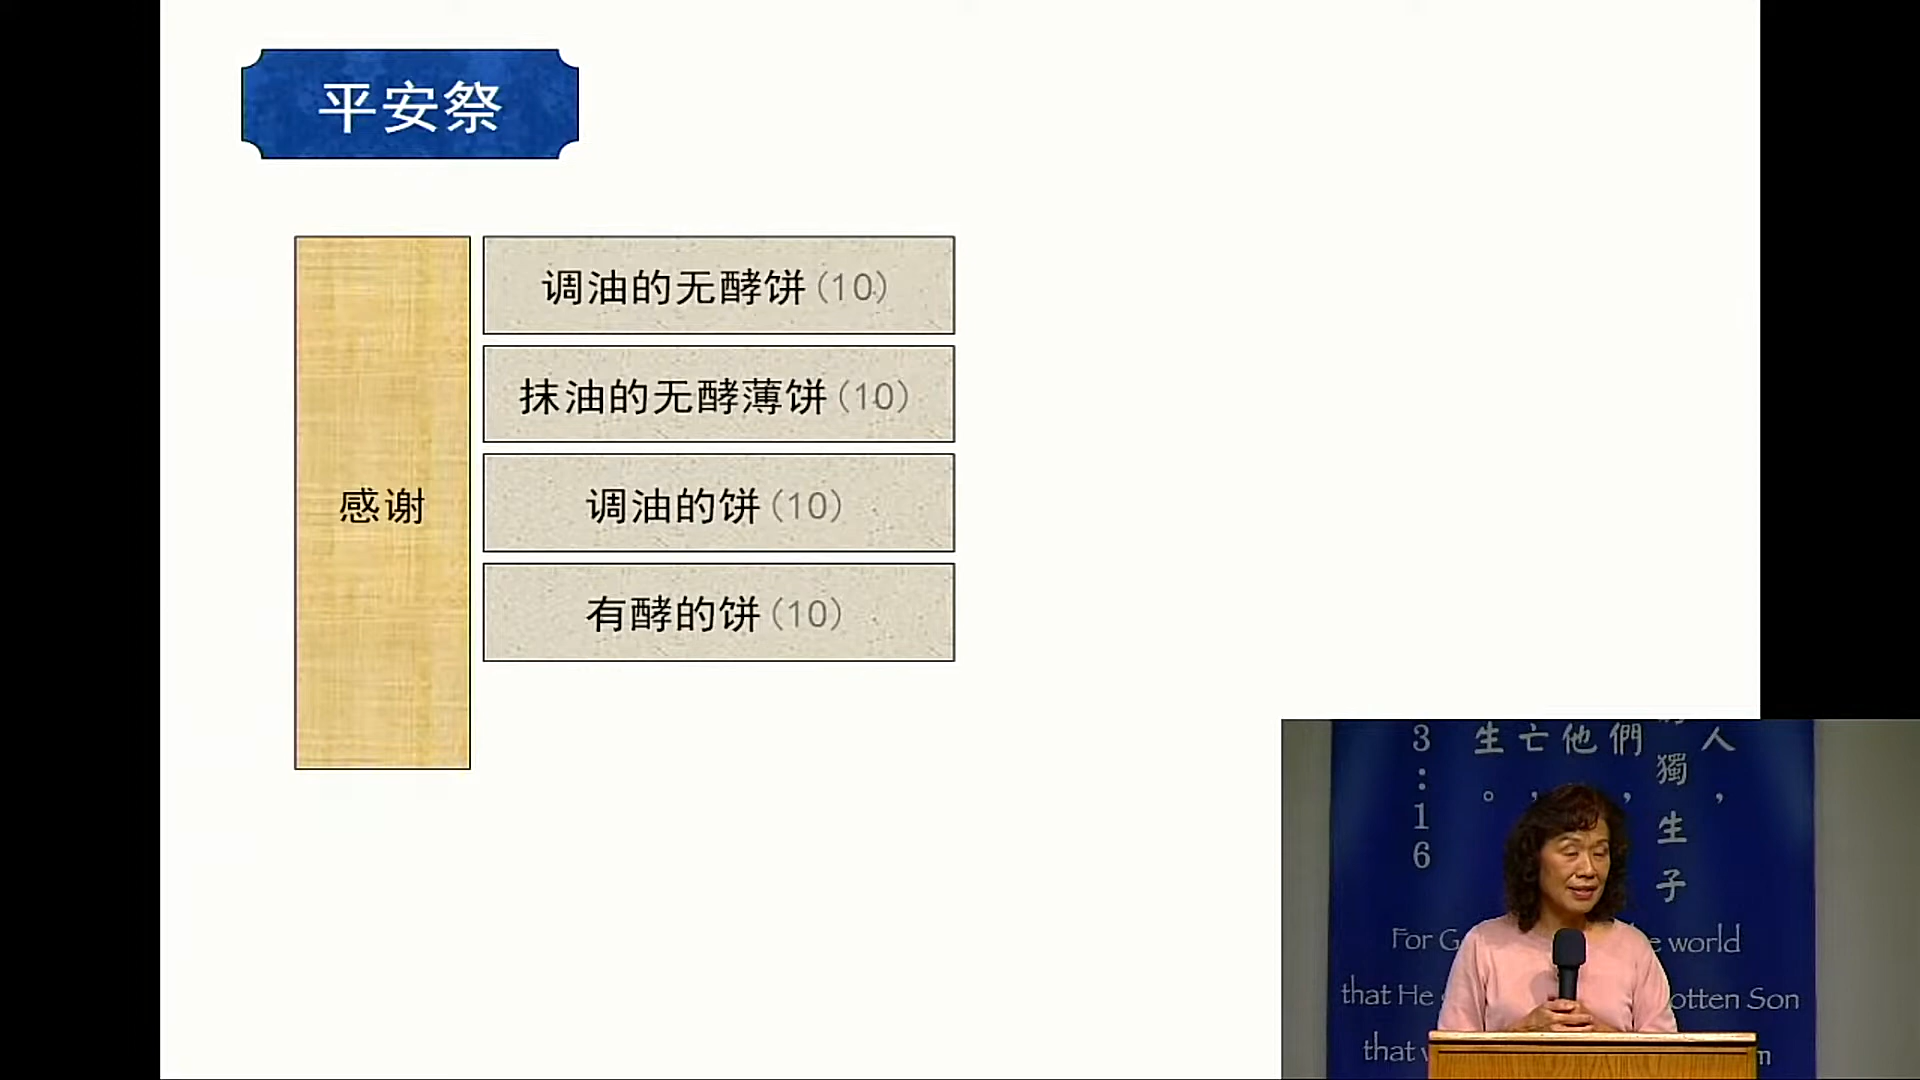 平安祭
感谢
调油的无酵饼(10)
抹油的无酵薄饼(10)
调油的饼(10)
有酵的饼(10)
人，
獨生子
他們，
亡，
生。
3:16
For G e world
that He otten Son
that